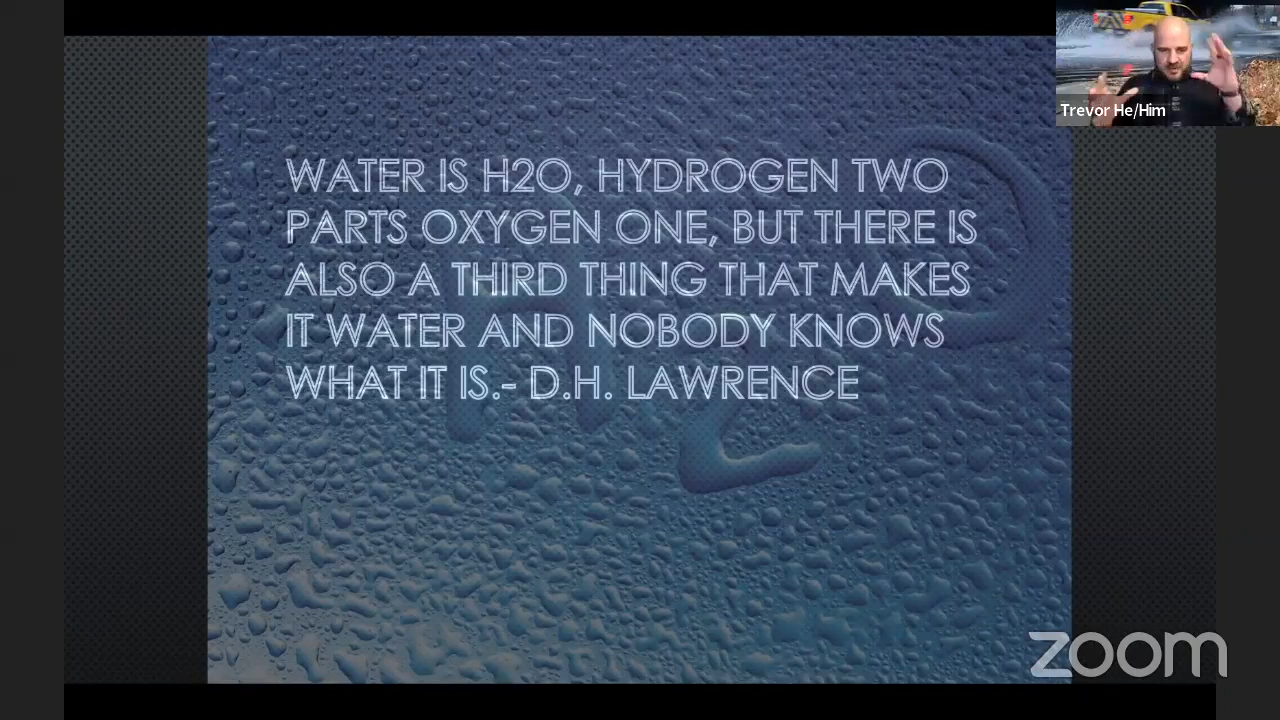 Trevor He/Him
WATER IS H2O, HYDROGEN TWO
PARTS OXYGEN ONE, BUT THERE IS
ALSO A THIRD THING THAT MAKES
IT WATER AND NOBODY KNOWS
WHAT IT IS.- D.H. LAWRENCE
zoom